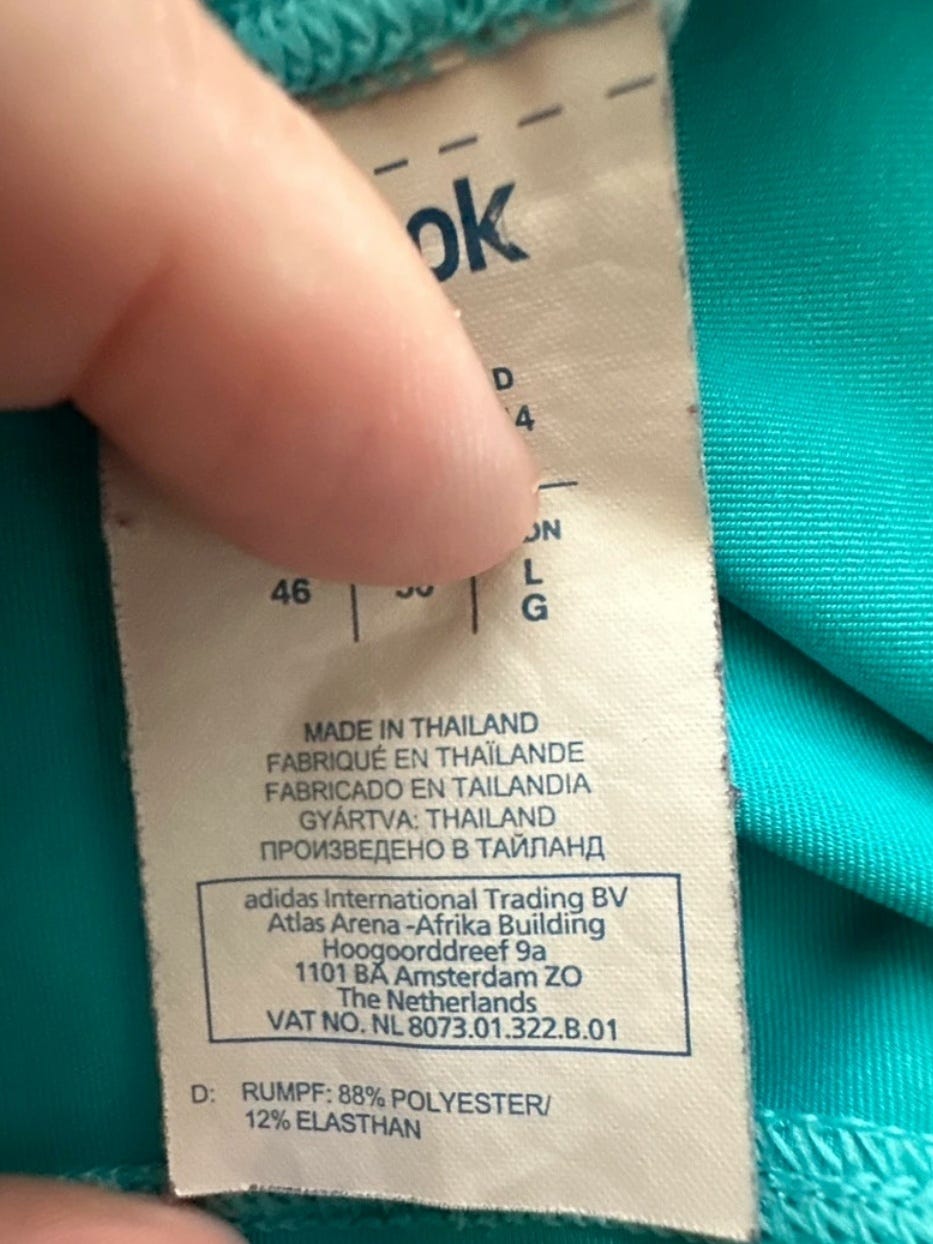 ok
D
4
ON
46
L
G
MADE IN THAILAND
FABRIQUÉ EN THAÏLANDE
FABRICADO EN TAILANDIA
GYÁRTVA: THAILAND
ПРОИЗВЕДЕНО В ТАЙЛАНД
adidas International Trading BV
Atlas Arena -Afrika Building
Hoogoorddreef 9a
1101 BA Amsterdam ZO
The Netherlands
VAT NO. NL 8073.01.322.B.01
D: RUMPF: 88% POLYESTER/
12% ELASTHAN